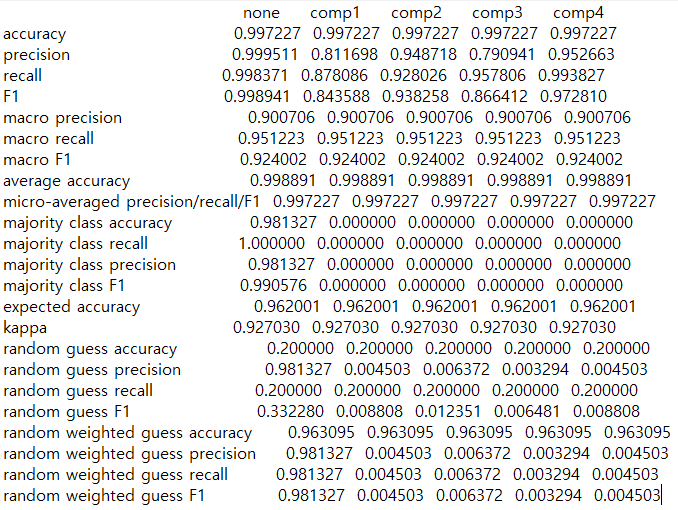 none comp1 comp2 comp3 comp4
accuracy 0.997227 0.997227 0.997227 0.997227 0.997227
precision 0.999511 0.811698 0.948718 0.790941 0.952663
recall 0.998371 0.878086 0.928026 0.957806 0.993827
F1 0.998941 0.843588 0.938258 0.866412 0.972810
macro precision 0.900706 0.900706 0.900706 0.900706 0.900706
macro recall 0.951223 0.951223 0.951223 0.951223 0.951223
macro F1 0.924002 0.924002 0.924002 0.924002 0.924002
average accuracy 0.998891 0.998891 0.998891 0.998891 0.998891
micro-averaged precision/recall/F1 0.997227 0.997227 0.997227 0.997227 0.997227
majority class accuracy 0.981327 0.000000 0.000000 0.000000 0.000000
majority class recall 1.000000 0.000000 0.000000 0.000000 0.000000
majority class precision 0.981327 0.000000 0.000000 0.000000 0.000000
majority class F1 0.990576 0.000000 0.000000 0.000000 0.000000
expected accuracy 0.962001 0.962001 0.962001 0.962001 0.962001
kappa 0.927030 0.927030 0.927030 0.927030 0.927030
random guess accuracy 0.200000 0.200000 0.200000 0.200000 0.200000
random guess precision 0.981327 0.004503 0.006372 0.003294 0.004503
random guess recall 0.200000 0.200000 0.200000 0.200000 0.200000
random guess F1 0.332280 0.008808 0.012351 0.006481 0.008808
random weighted guess accuracy 0.963095 0.963095 0.963095 0.963095 0.963095
random weighted guess precision 0.981327 0.004503 0.006372 0.003294 0.004503
random weighted guess recall 0.981327 0.004503 0.006372 0.003294 0.004503
random weighted guess F1 0.981327 0.004503 0.006372 0.003294 0.004503